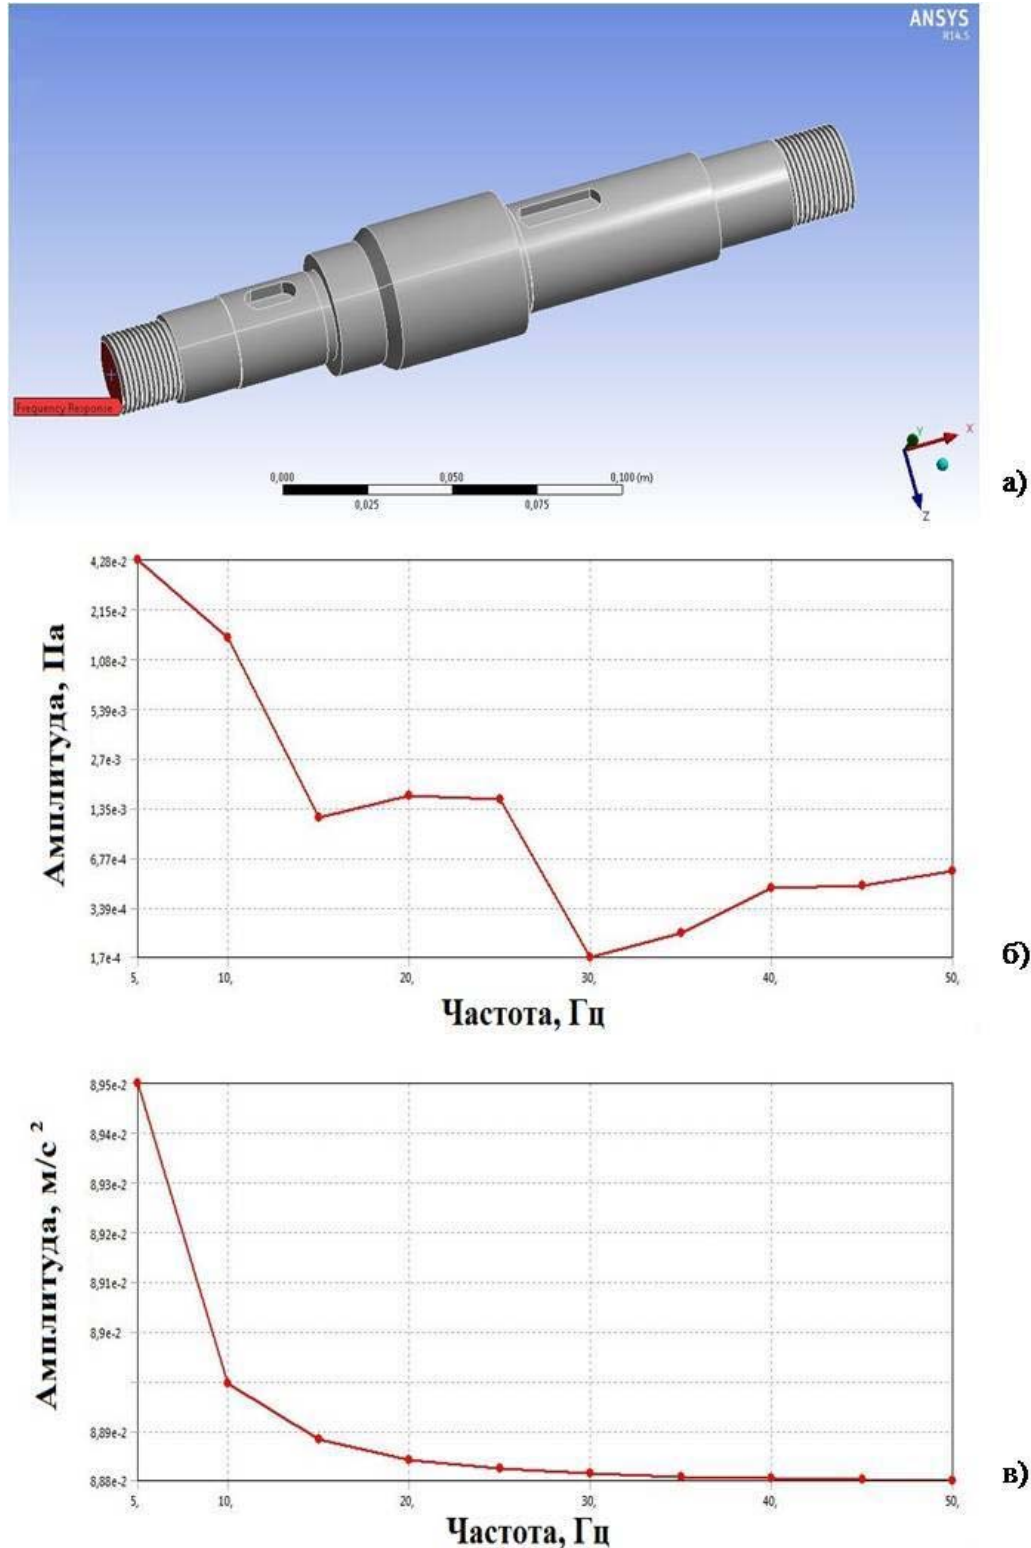 ANSYS
R14.5
Frequency Response
Y
X
Z
0,000
0,050
0,100 (m)
0,025
0,075
а)
Амплитуда, Па
4,28e-2
2,15e-2
1,08e-2
5,39e-3
2,7e-3
1,35e-3
6,77e-4
3,39e-4
1,7e-4
5,
10,
20,
30,
40,
50,
Частота, Гц
б)
Амплитуда, м/с ²
8,95e-2
8,94e-2
8,93e-2
8,92e-2
8,91e-2
8,9e-2
8,89e-2
8,88e-2
5,
10,
20,
30,
40,
50,
Частота, Гц
в)